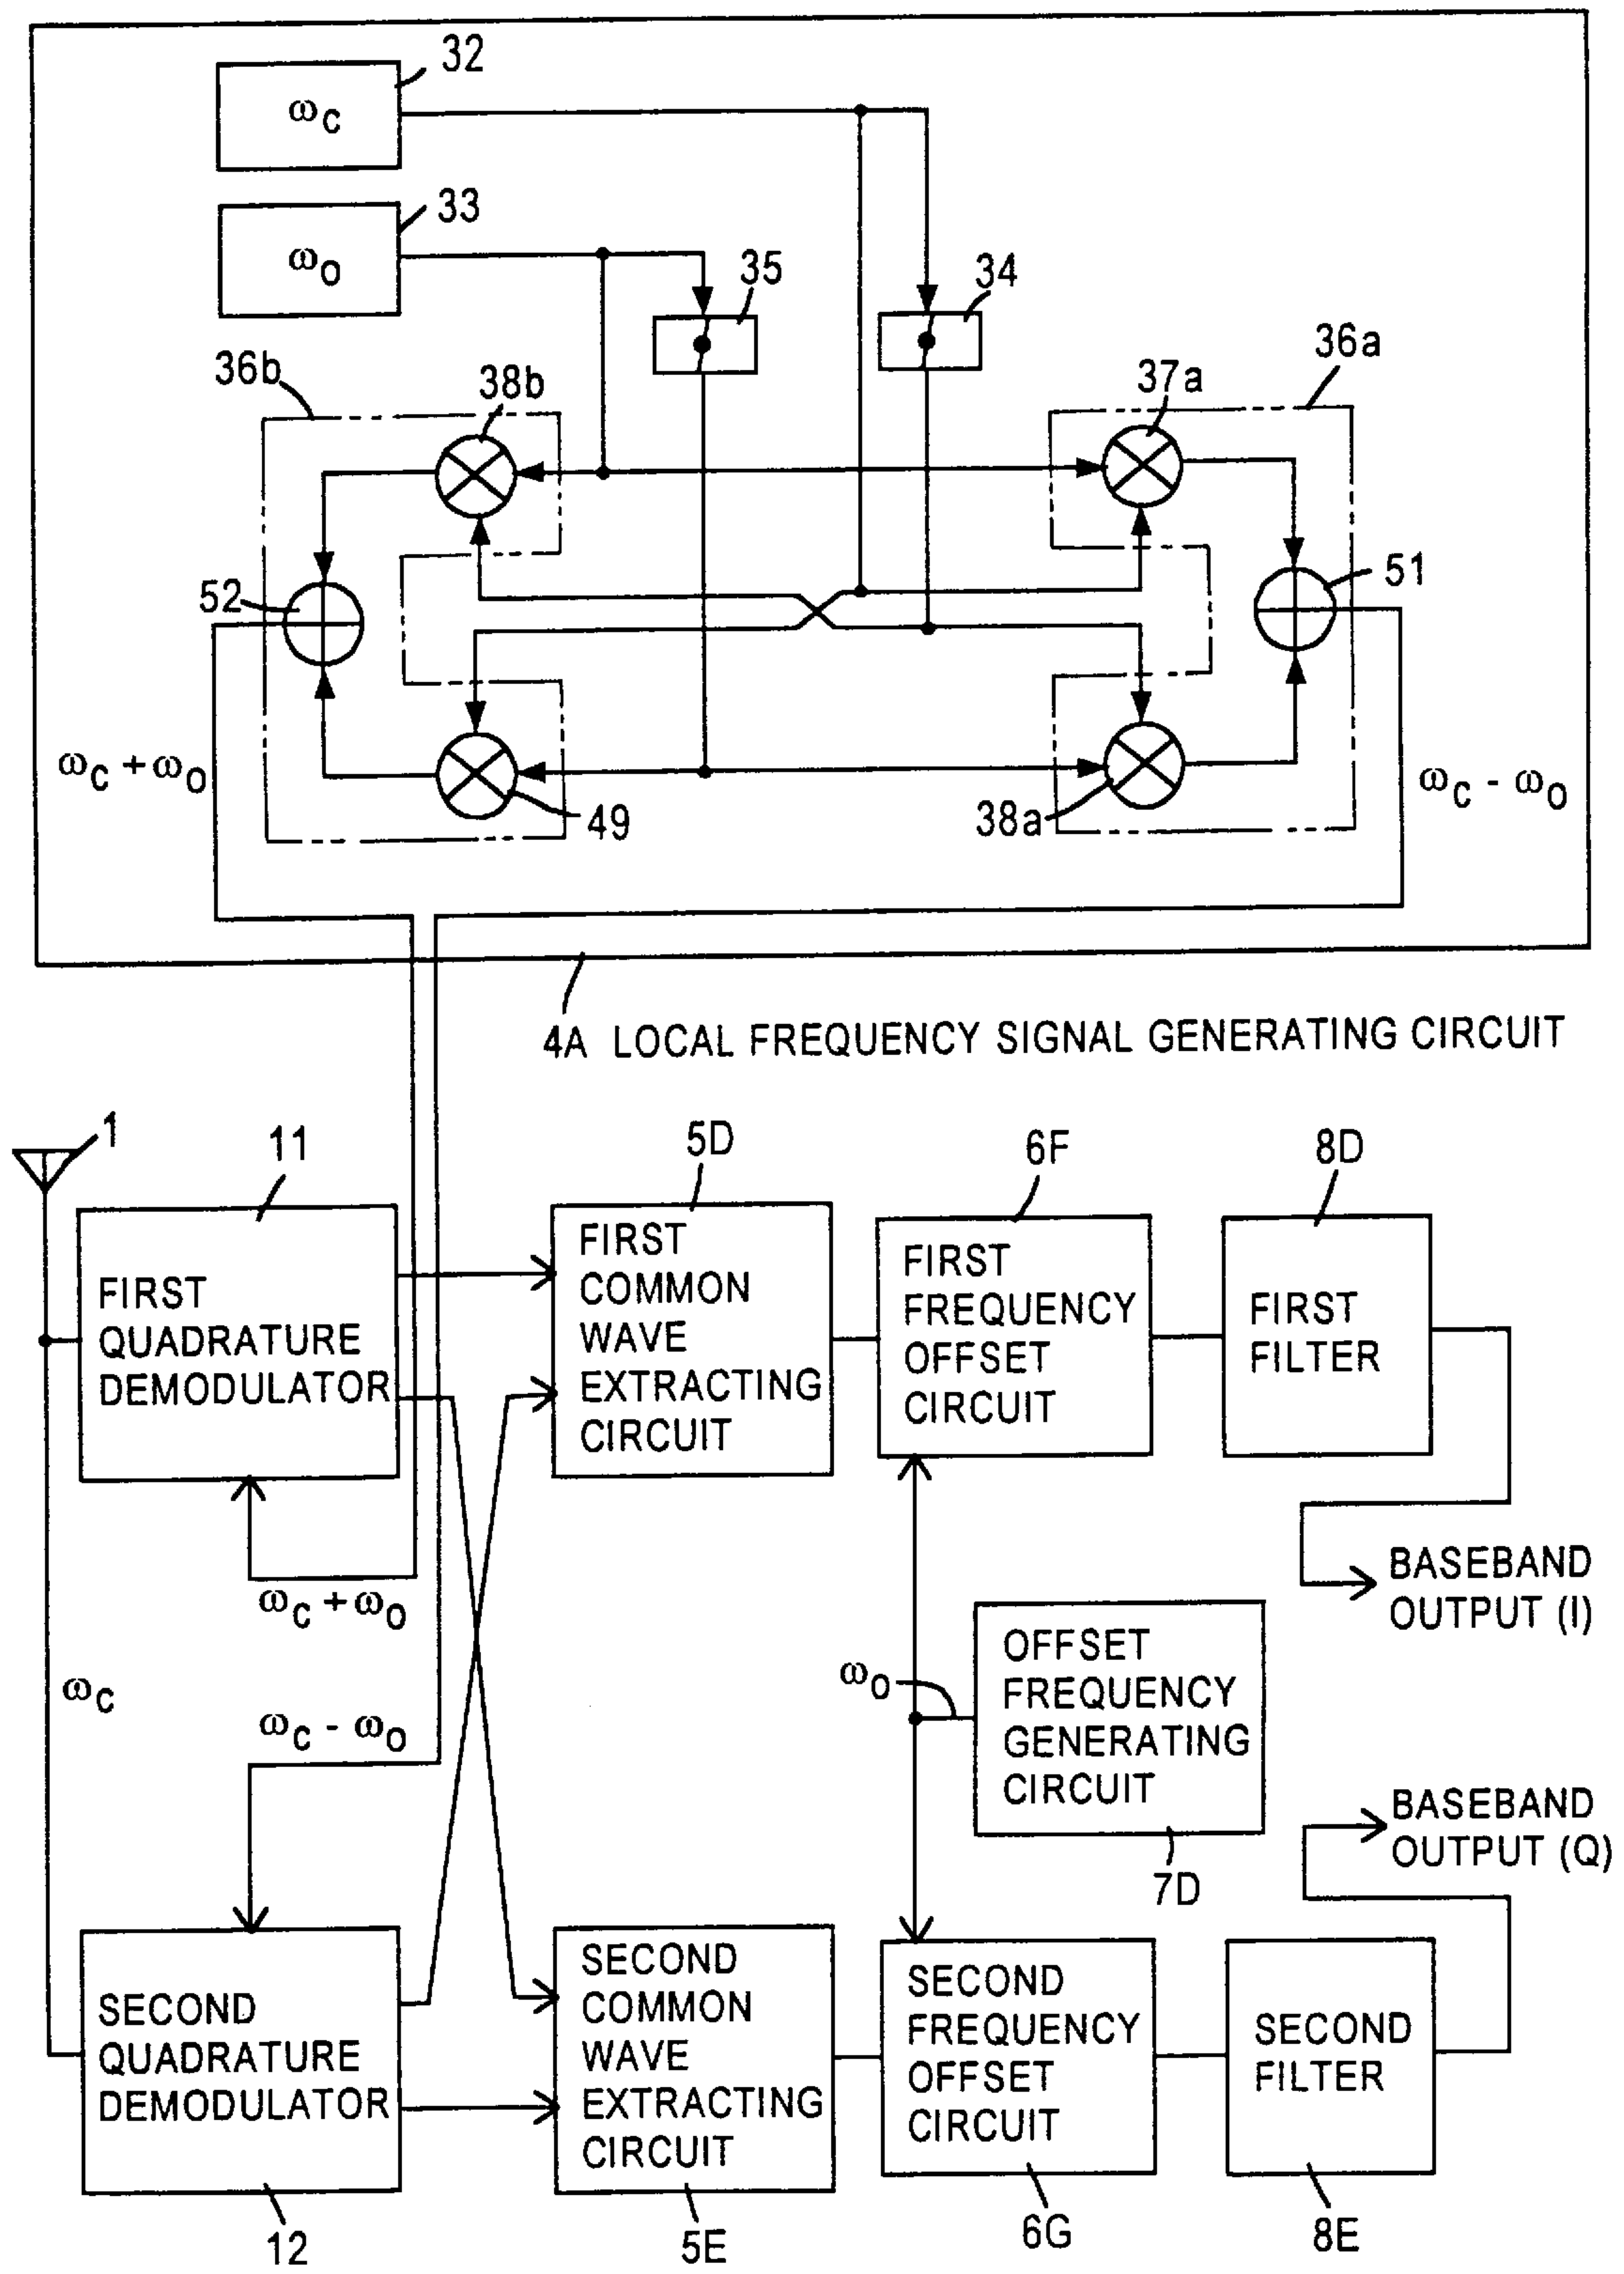 32
ωC
33
ωO
35
34
36b
38b
37a
36a
52
51
ωC + ωO
49
38a
ωC - ωO
4A LOCAL FREQUENCY SIGNAL GENERATING CIRCUIT
1
11
5D
6F
8D
FIRST
QUADRATURE
DEMODULATOR
FIRST
COMMON
WAVE
EXTRACTING
CIRCUIT
FIRST
FREQUENCY
OFFSET
CIRCUIT
FIRST
FILTER
ωC + ωO
BASEBAND
OUTPUT (I)
ωC
ωC - ωO
ωO
OFFSET
FREQUENCY
GENERATING
CIRCUIT
7D
BASEBAND
OUTPUT (Q)
SECOND
QUADRATURE
DEMODULATOR
SECOND
COMMON
WAVE
EXTRACTING
CIRCUIT
SECOND
FREQUENCY
OFFSET
CIRCUIT
SECOND
FILTER
12
5E
6G
8E